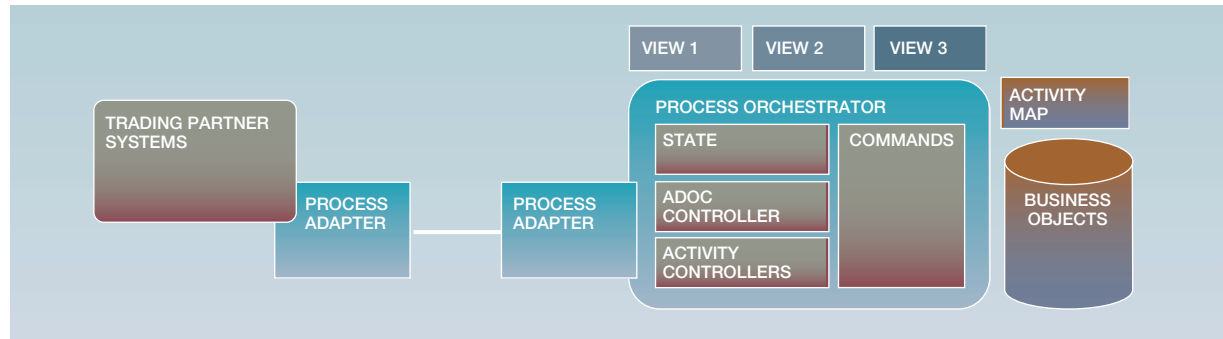 VIEW 1
VIEW 2
VIEW 3
TRADING PARTNER
SYSTEMS
PROCESS
ADAPTER
PROCESS
ADAPTER
PROCESS ORCHESTRATOR
STATE
ADOC
CONTROLLER
ACTIVITY
CONTROLLERS
COMMANDS
ACTIVITY
MAP
BUSINESS
OBJECTS